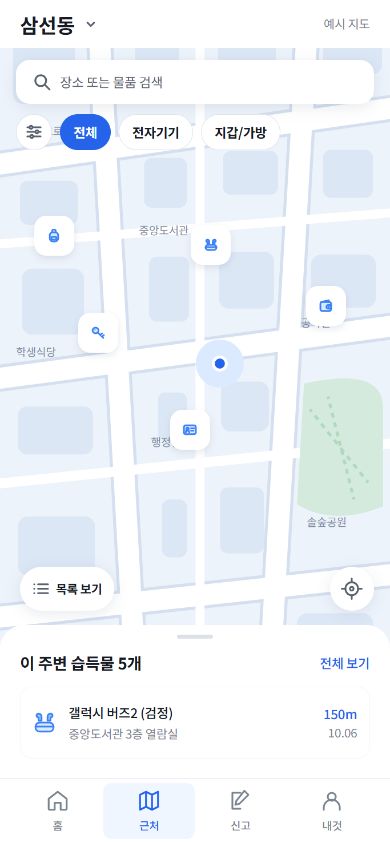 삼선동
예시 지도
장소 또는 물품 검색
전체
전자기기
지갑/가방
중앙도서관
학생식당
행정
솔숲공원
목록 보기
이 주변 습득물 5개
전체 보기
갤럭시 버즈2 (검정)
150m
중앙도서관 3층 열람실
10.06
홈
근처
신고
내것